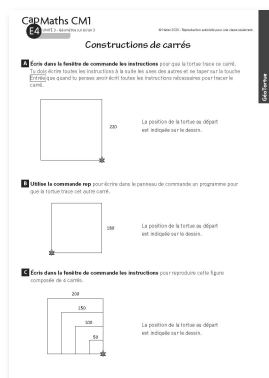 CapMaths CM1
E4 UNITÉ 3 - Géométrie sur écran 3
© Hatier 2020 - Reproduction autorisée pour une classe seulement.
Constructions de carrés
GéoTortue
A Écris dans la fenêtre de commande les instructions pour que la tortue trace ce carré.
Tu dois écrire toutes les instructions à la suite les unes des autres et ne taper sur la touche
Entrée que quand tu penses avoir écrit toutes les instructions nécessaires pour tracer le
carré.
220
La position de la tortue au départ
est indiquée sur le dessin.
B Utilise la commande rep pour écrire dans le panneau de commande un programme pour
que la tortue trace cet autre carré.
180
La position de la tortue au départ
est indiquée sur le dessin.
C Écris dans la fenêtre de commande les instructions pour reproduire cette figure
composée de 4 carrés.
200
150
100
50
La position de la tortue au départ
est indiquée sur le dessin.